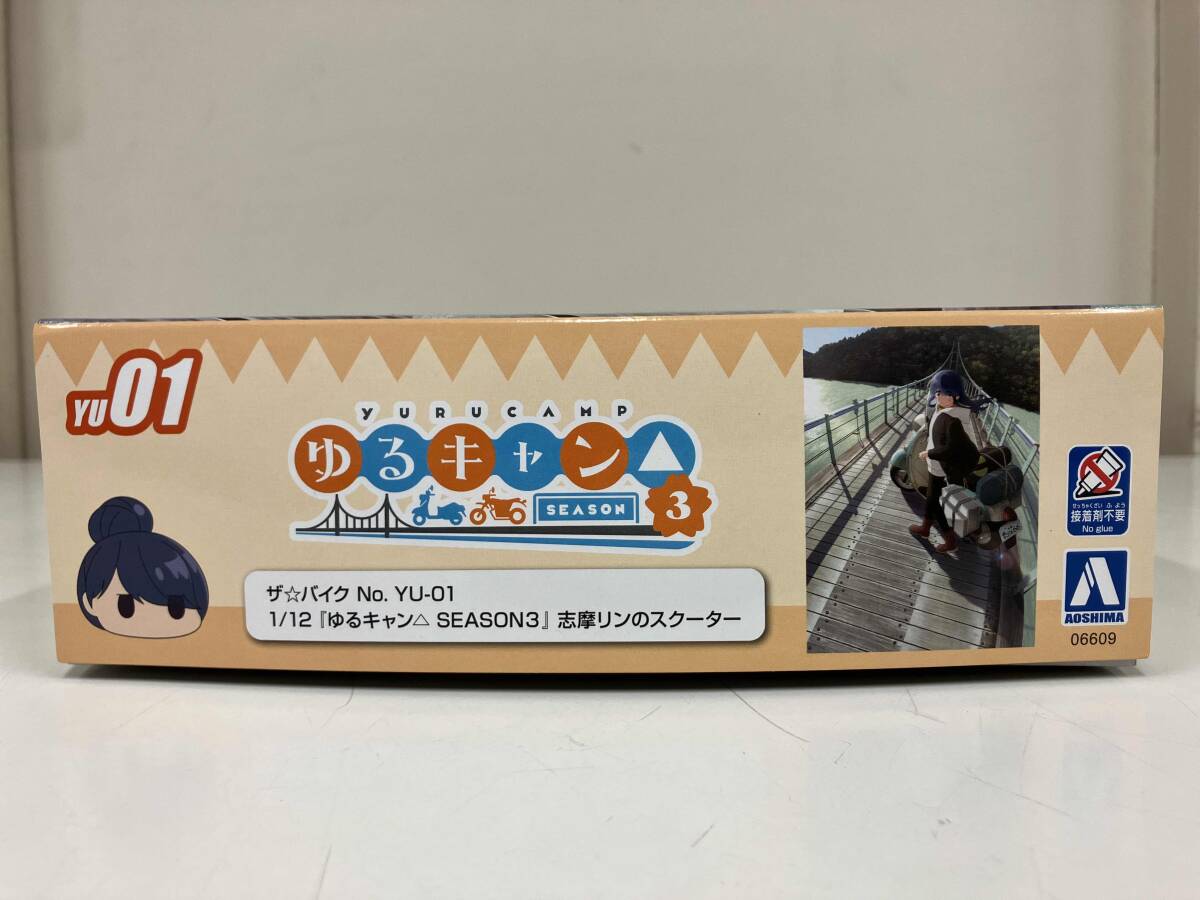 YU01
YURUCAMP
ゆるキャン△
SEASON 3
ザ☆バイク No. YU-01
1/12『ゆるキャン△ SEASON3』志摩リンのスクーター
せっちゃくざい ふよう
接着剤不要
No glue
AOSHIMA
06609